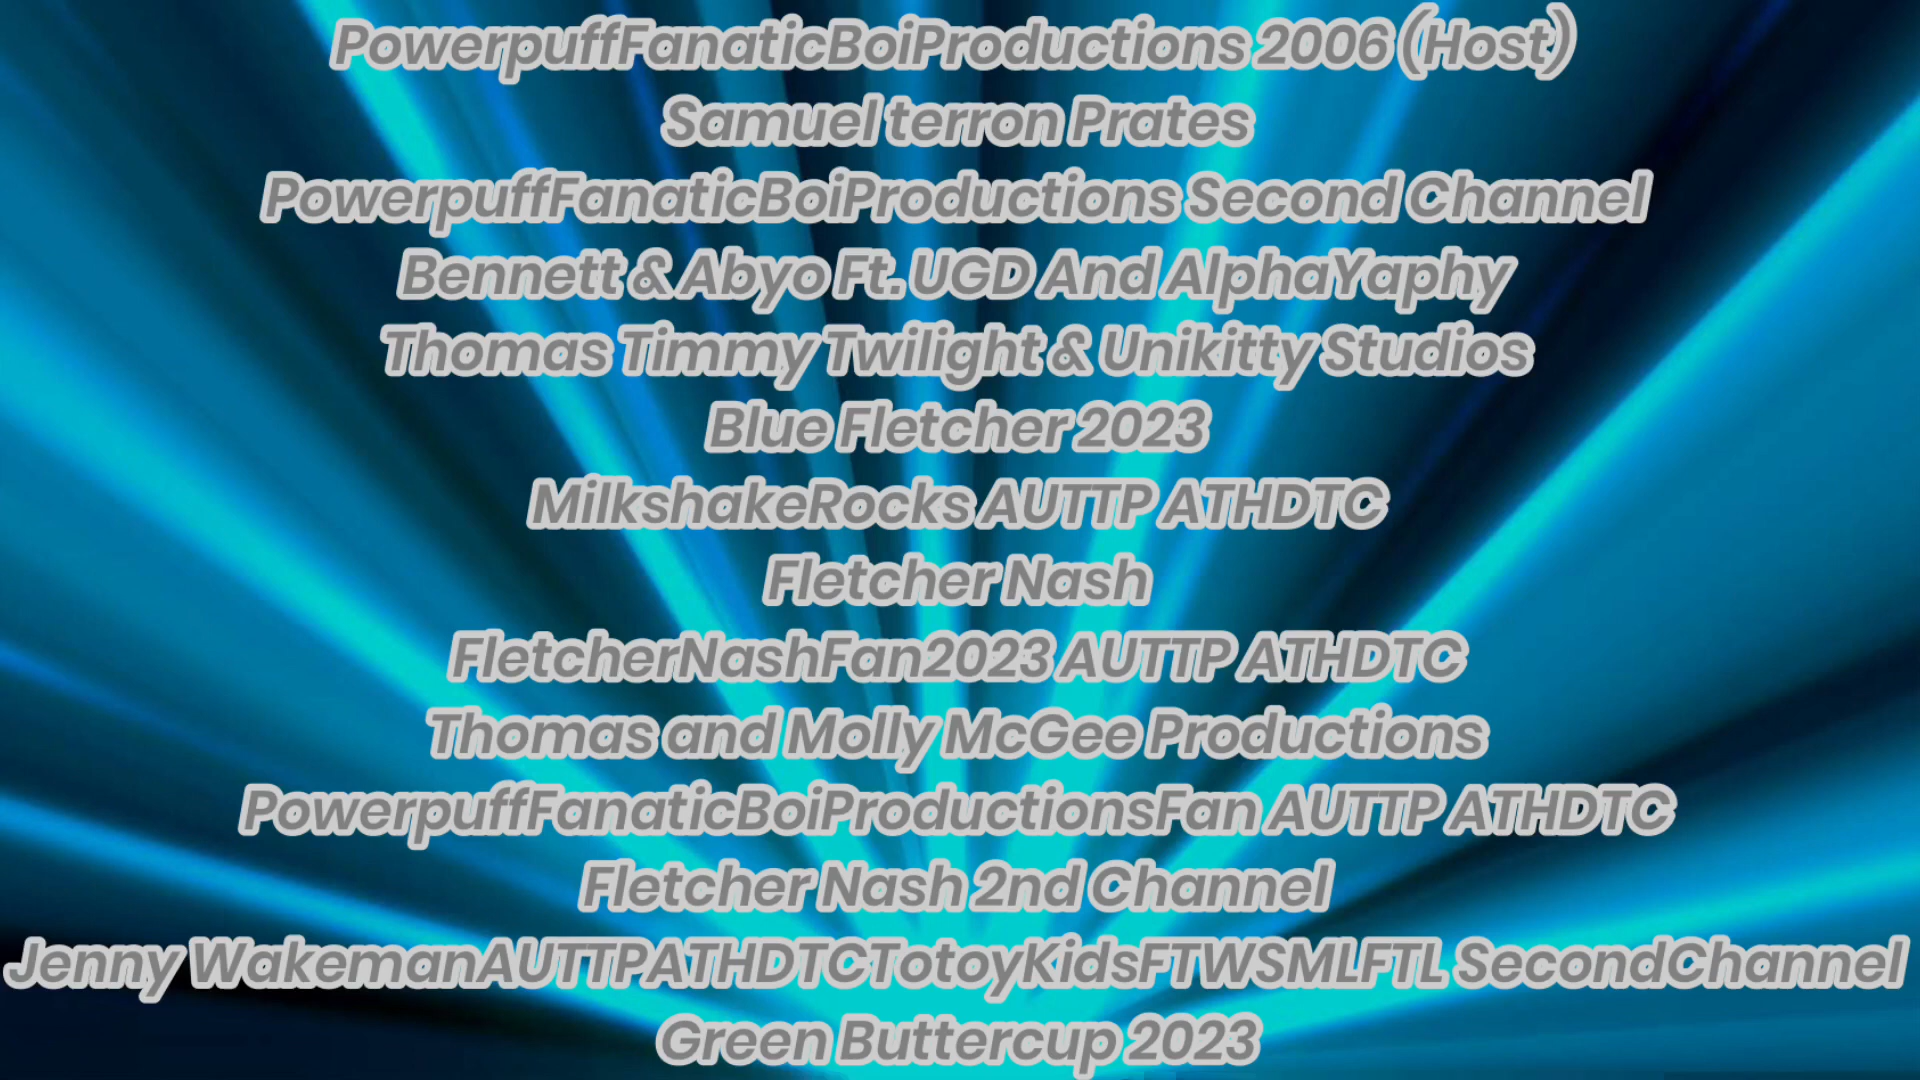 PowerpuffFanaticBoiProductions 2006 (Host)
Samuel terron Prates
PowerpuffFanaticBoiProductions Second Channel
Bennett & Abyo Ft. UGD And AlphaYaphy
Thomas Timmy Twilight & Unikitty Studios
Blue Fletcher 2023
MilkshakeRocks AUTTP ATHDTC
Fletcher Nash
FletcherNashFan2023 AUTTP ATHDTC
Thomas and Molly McGee Productions
PowerpuffFanaticBoiProductionsFan AUTTP ATHDTC
Fletcher Nash 2nd Channel
Jenny WakemanAUTTPATHDTCTotoyKidsFTWSMLFTL SecondChannel
Green Buttercup 2023